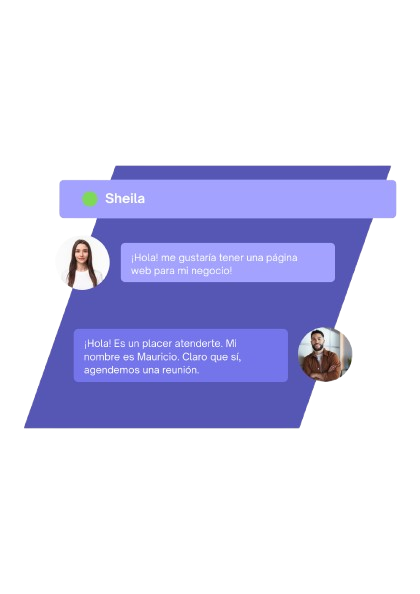 Sheila
¡Hola! me gustaría tener una página
web para mi negocio!
¡Hola! Es un placer atenderte. Mi
nombre es Mauricio. Claro que sí,
agendemos una reunión.